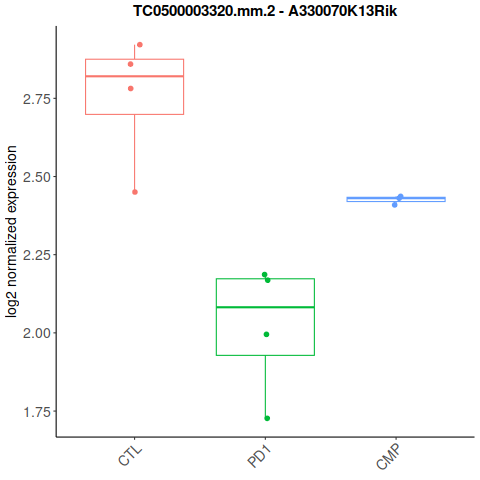 TC0500003320.mm.2 - A330070K13Rik
log2 normalized expression
2.75
2.50
2.25
2.00
1.75
CTL
PD1
CMP